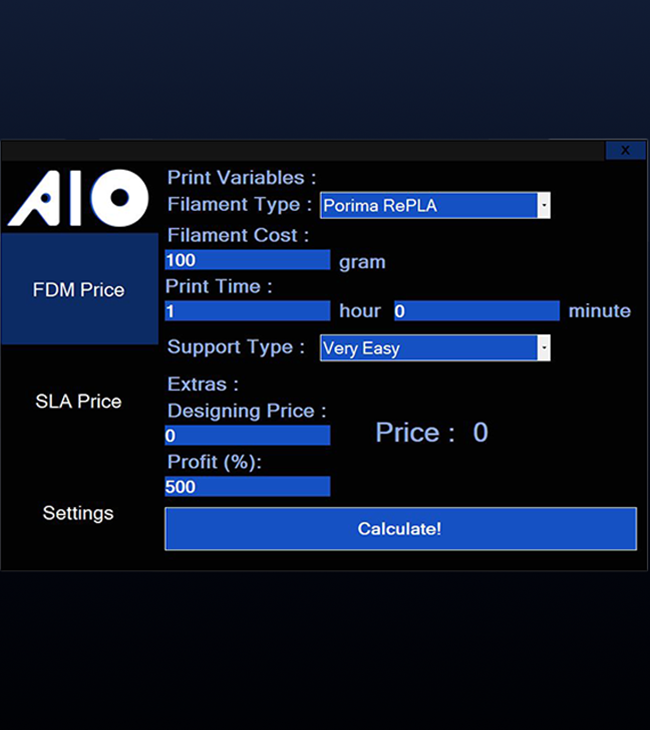 X
AIO
Print Variables :
Filament Type : Porima RePLA
Filament Cost :
100 gram
FDM Price
Print Time :
1 hour 0 minute
Support Type : Very Easy
SLA Price
Extras :
Designing Price :
0
Price : 0
Profit (%):
500
Settings
Calculate!